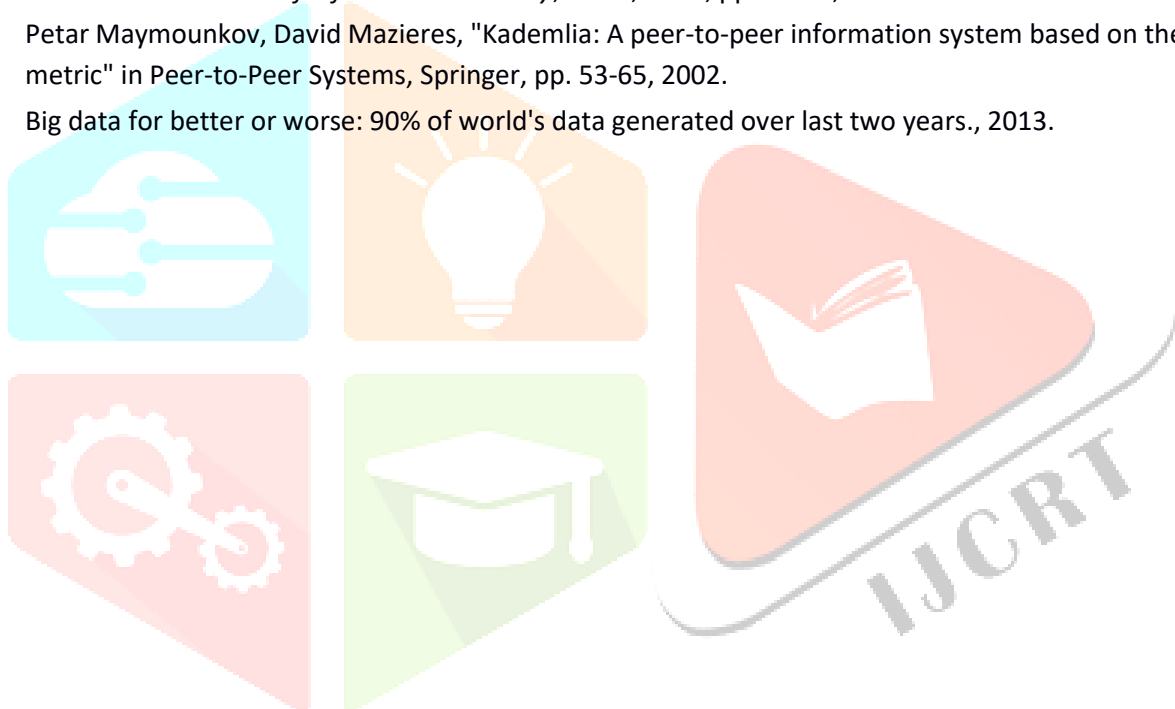 Petar Maymounkov, David Mazieres, "Kademlia: A peer-to-peer information system based on the
metric" in Peer-to-Peer Systems, Springer, pp. 53-65, 2002.
Big data for better or worse: 90% of world's data generated over last two years., 2013.
IJCRT